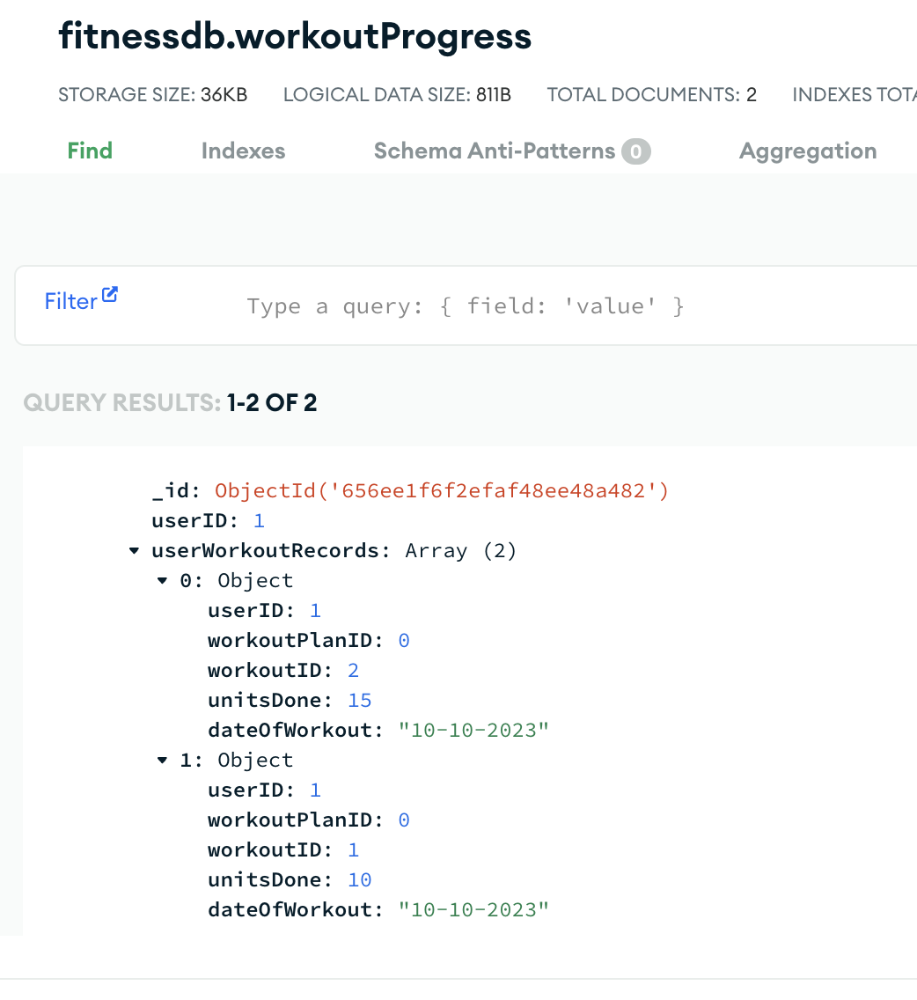 fitnessdb.workoutProgress
STORAGE SIZE: 36KB LOGICAL DATA SIZE: 811B TOTAL DOCUMENTS: 2 INDEXES
Find Indexes Schema Anti-Patterns 0 Aggregation
Filter Type a query: { field: 'value' }
QUERY RESULTS: 1-2 OF 2
_id: ObjectId('656ee1f6f2efaf48ee48a482')
userID: 1
userWorkoutRecords: Array (2)
0: Object
userID: 1
workoutPlanID: 0
workoutID: 2
unitsDone: 15
dateOfWorkout: "10-10-2023"
1: Object
userID: 1
workoutPlanID: 0
workoutID: 1
unitsDone: 10
dateOfWorkout: "10-10-2023"